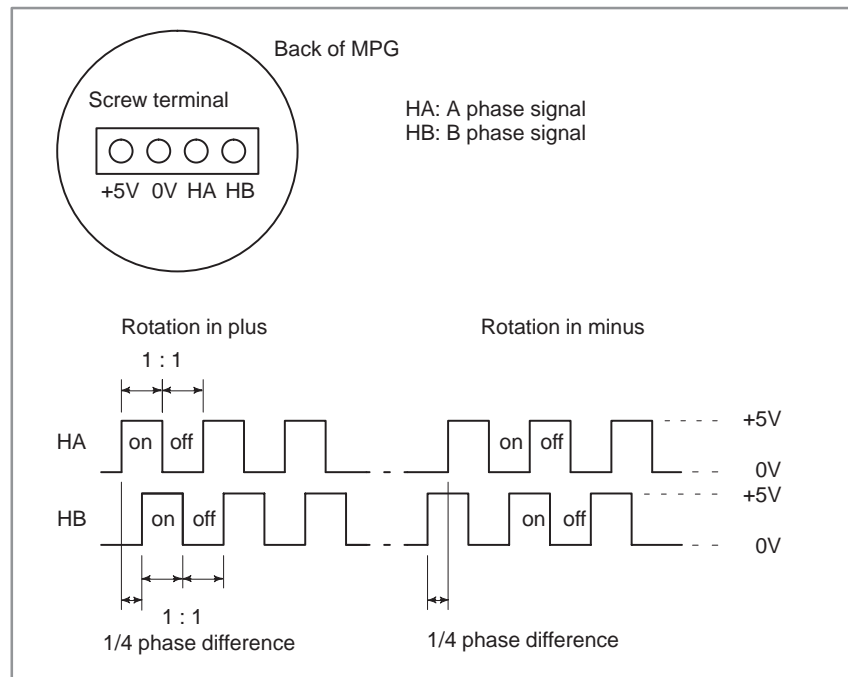 Back of MPG
Screw terminal
HA: A phase signal
HB: B phase signal
+5V 0V HA HB
Rotation in plus
Rotation in minus
1 : 1
HA
on off
on off
+5V
0V
HB
on off
on off
+5V
0V
1 : 1
1/4 phase difference
1/4 phase difference